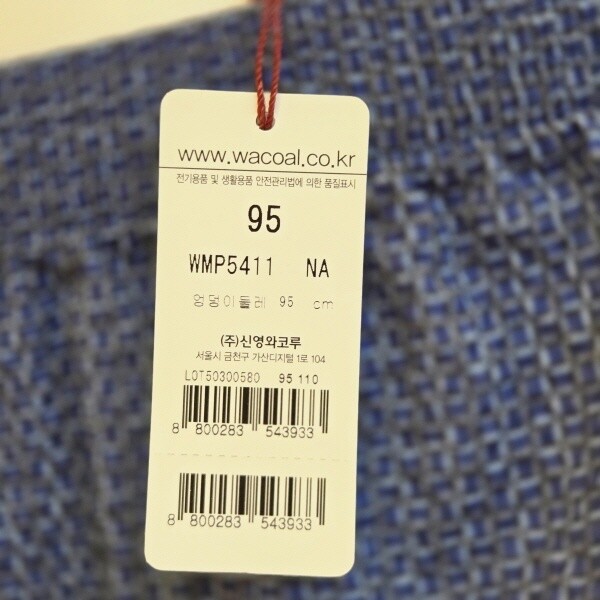 www.wacoal.co.kr
전기용품 및 생활용품 안전관리법에 의한 품질표시
95
WMP5411 NA
엉덩이둘레 95 cm
(주)신영와코루
서울시 금천구 가산디지털 1로 104
LOT50300580 95 110
8 800283 543933
8 800283 543933